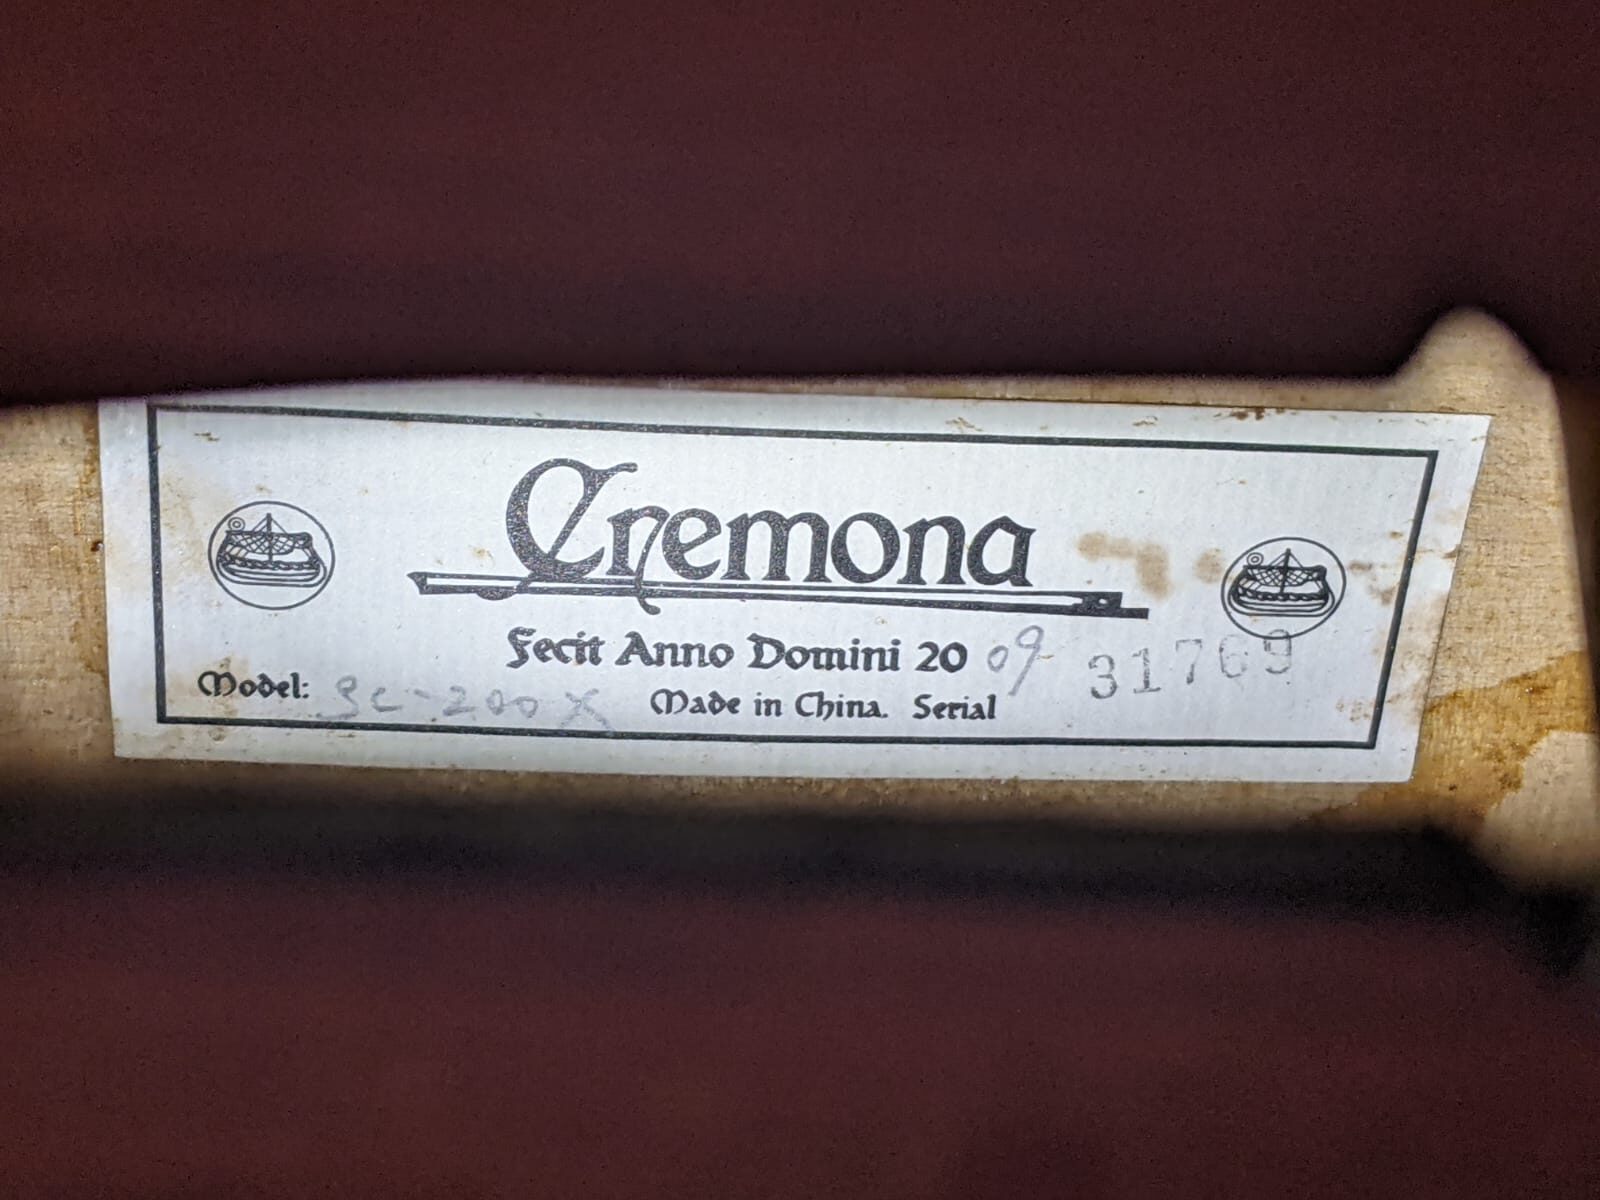 Cremona
Fecit Anno Domini 2009
31769
Model: SC-200X
Made in China. Serial